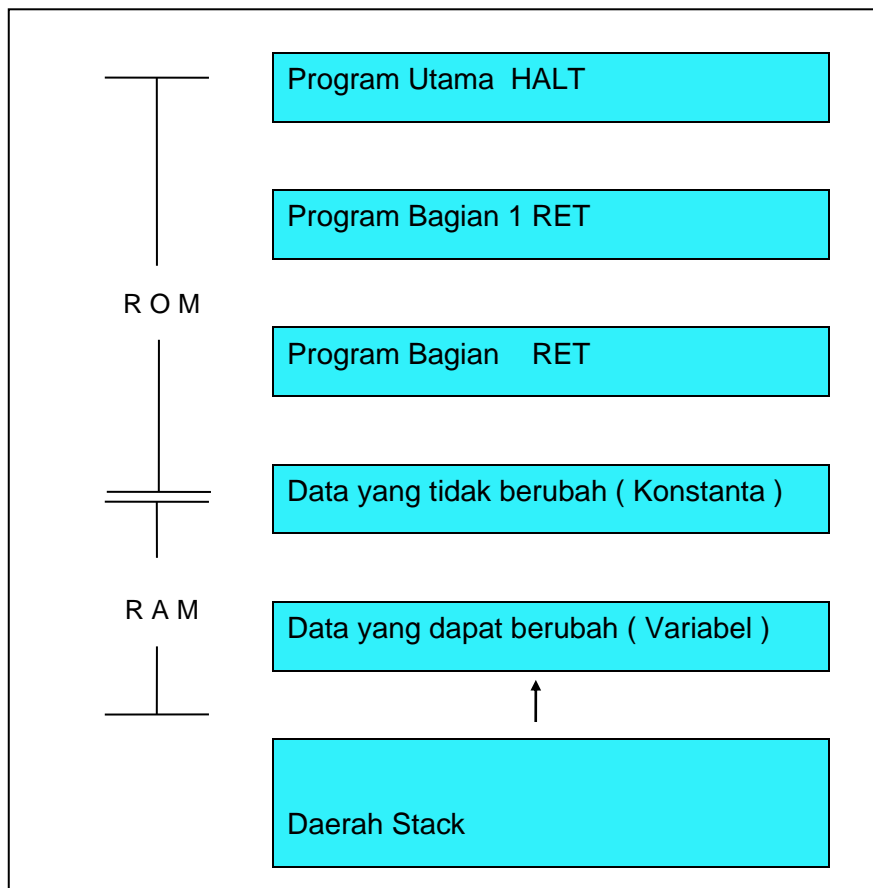 Program Utama HALT
Program Bagian 1 RET
R O M
Program Bagian RET
Data yang tidak berubah ( Konstanta )
R A M
Data yang dapat berubah ( Variabel )
Daerah Stack